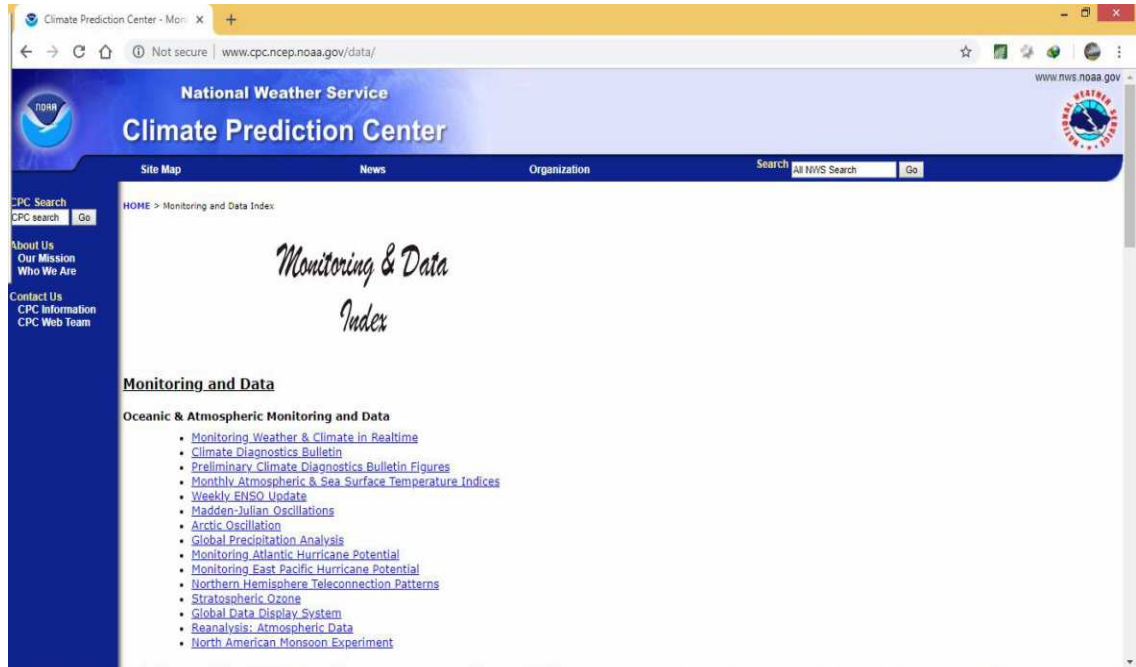 Climate Prediction Center - Mon
Not secure | www.cpc.ncep.noaa.gov/data/
www.nws.noaa.gov
NOAA
National Weather Service
Climate Prediction Center
Site Map
News
Organization
Search
All NWS Search
Go
CPC Search
CPC search
Go
About Us
Our Mission
Who We Are
Contact Us
CPC Information
CPC Web Team
HOME > Monitoring and Data Index
Monitoring & Data
Index
Monitoring and Data
Oceanic & Atmospheric Monitoring and Data
Monitoring Weather & Climate in Realtime
Climate Diagnostics Bulletin
Preliminary Climate Diagnostics Bulletin Figures
Monthly Atmospheric & Sea Surface Temperature Indices
Weekly ENSO Update
Madden-Julian Oscillations
Arctic Oscillation
Global Precipitation Analysis
Monitoring Atlantic Hurricane Potential
Monitoring East Pacific Hurricane Potential
Northern Hemisphere Teleconnection Patterns
Stratospheric Ozone
Global Data Display System
Reanalysis: Atmospheric Data
North American Monsoon Experiment